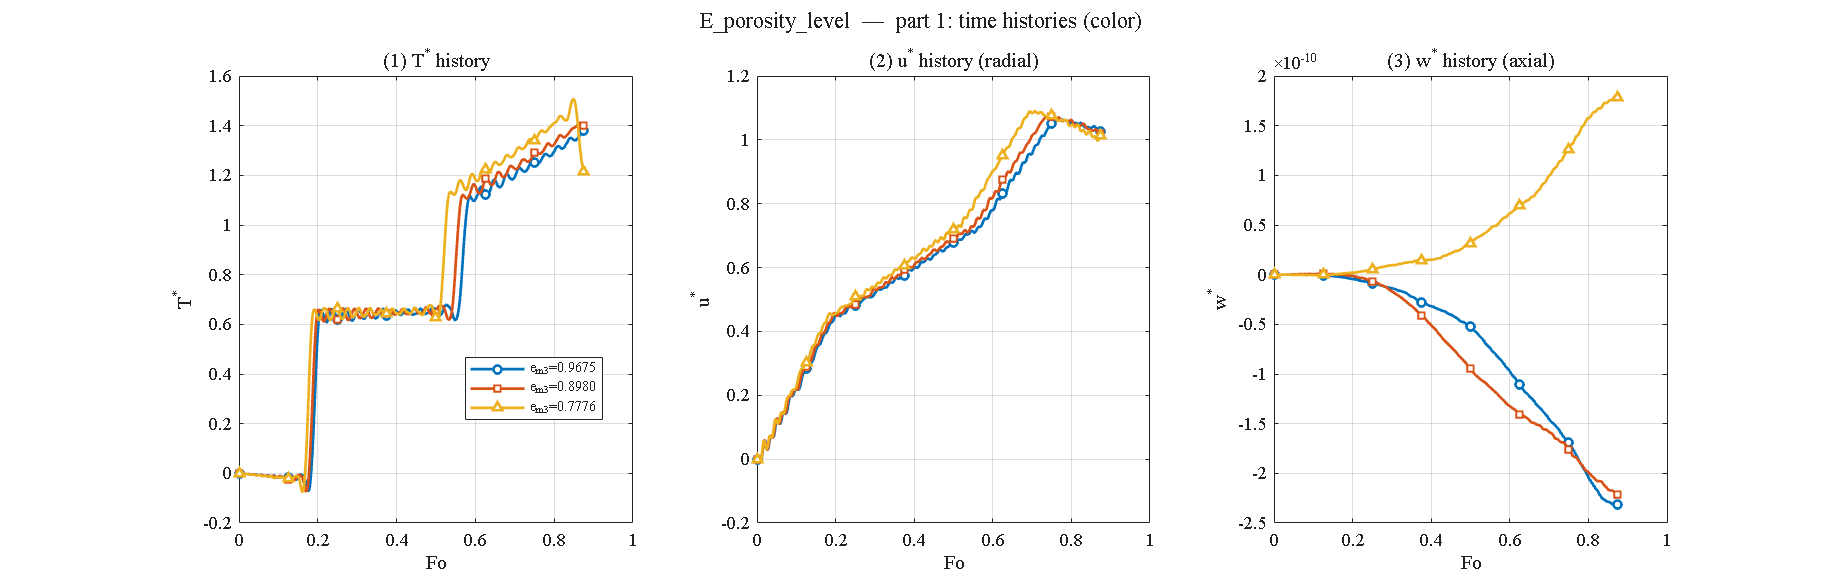 E_porosity_level — part 1: time histories (color)
(1) T* history
1.6
1.4
1.2
1
0.8
0.6
0.4
0.2
0
-0.2
T*
0 0.2 0.4 0.6 0.8 1
Fo
em3=0.9675
em3=0.8980
em3=0.7776
(2) u* history (radial)
1.2
1
0.8
0.6
0.4
0.2
0
-0.2
u*
0 0.2 0.4 0.6 0.8 1
Fo
(3) w* history (axial)
×10-10
2
1.5
1
0.5
0
-0.5
-1
-1.5
-2
-2.5
w*
0 0.2 0.4 0.6 0.8 1
Fo